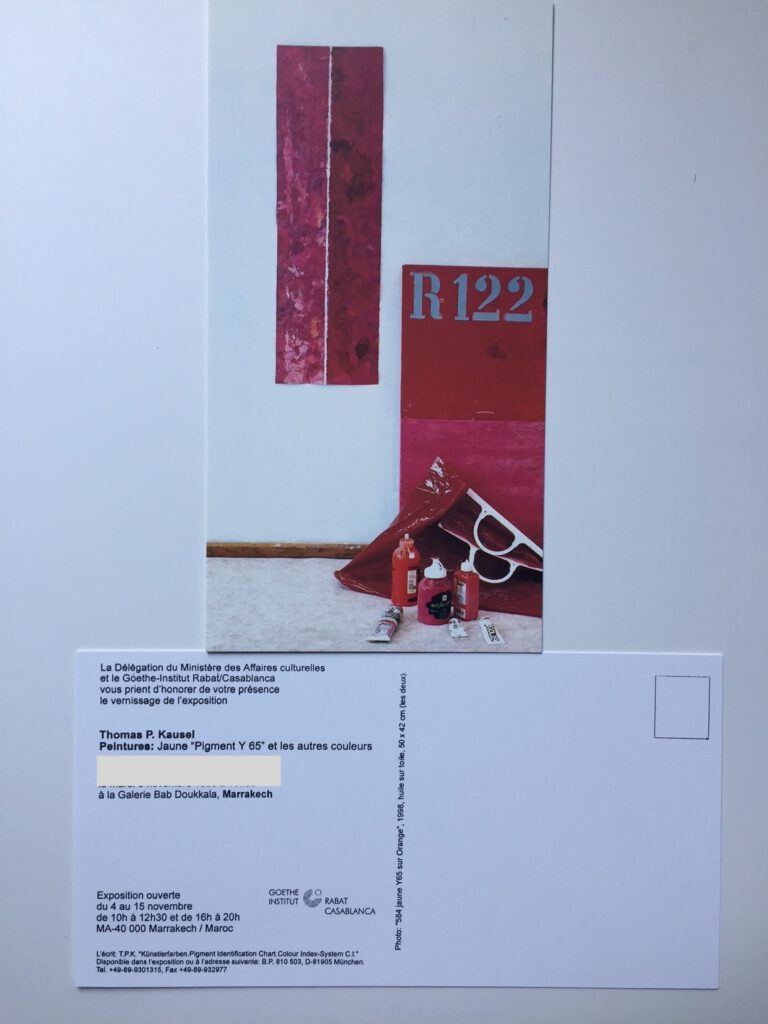 R 122
La Délégation du Ministère des Affaires culturelles
et le Goethe-Institut Rabat/Casablanca
vous prient d'honorer de votre présence
le vernissage de l'exposition
Thomas P. Kausel
Peintures: Jaune "Pigment Y 65" et les autres couleurs
à la Galerie Bab Doukkala, Marrakech
Exposition ouverte
du 4 au 15 novembre
de 10h à 12h30 et de 16h à 20h
MA-40 000 Marrakech / Maroc
GOETHE
INSTITUT
RABAT
CASABLANCA
L'écrit: T.P.K. "Künstlerfarben.Pigment Identification Chart.Colour Index-System C.I."
Disponible dans l'exposition ou à l'adresse suivante: B.P. 810 503, D-81905 München.
Tel. +49-89-9301315, Fax +49-89-932977
Photo: "584 jaune Y65 sur Orange", 1998, huile sur toile, 50 x 42 cm (les deux).